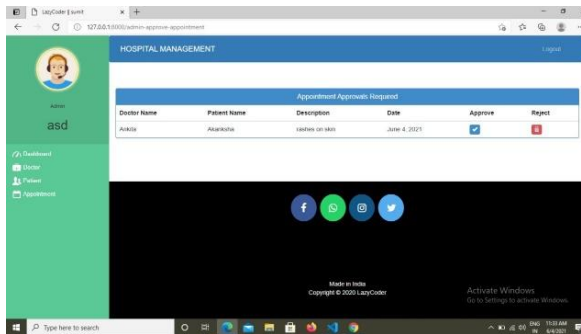 LazyCoder | sumit
127.0.0.1:8000/admin-approve-appointment
HOSPITAL MANAGEMENT
Logout
Admin
asd
Dashboard
Doctor
Patient
Appointment
Appointment Approvals Required
Doctor Name Patient Name Description Date Approve Reject
Ankita Akanksha rashes on skin June 4, 2021
Made in India
Copyright © 2020 LazyCoder
Activate Windows
Go to Settings to activate Windows.
Type here to search
ENG 11:33 AM
IN 6/4/2021